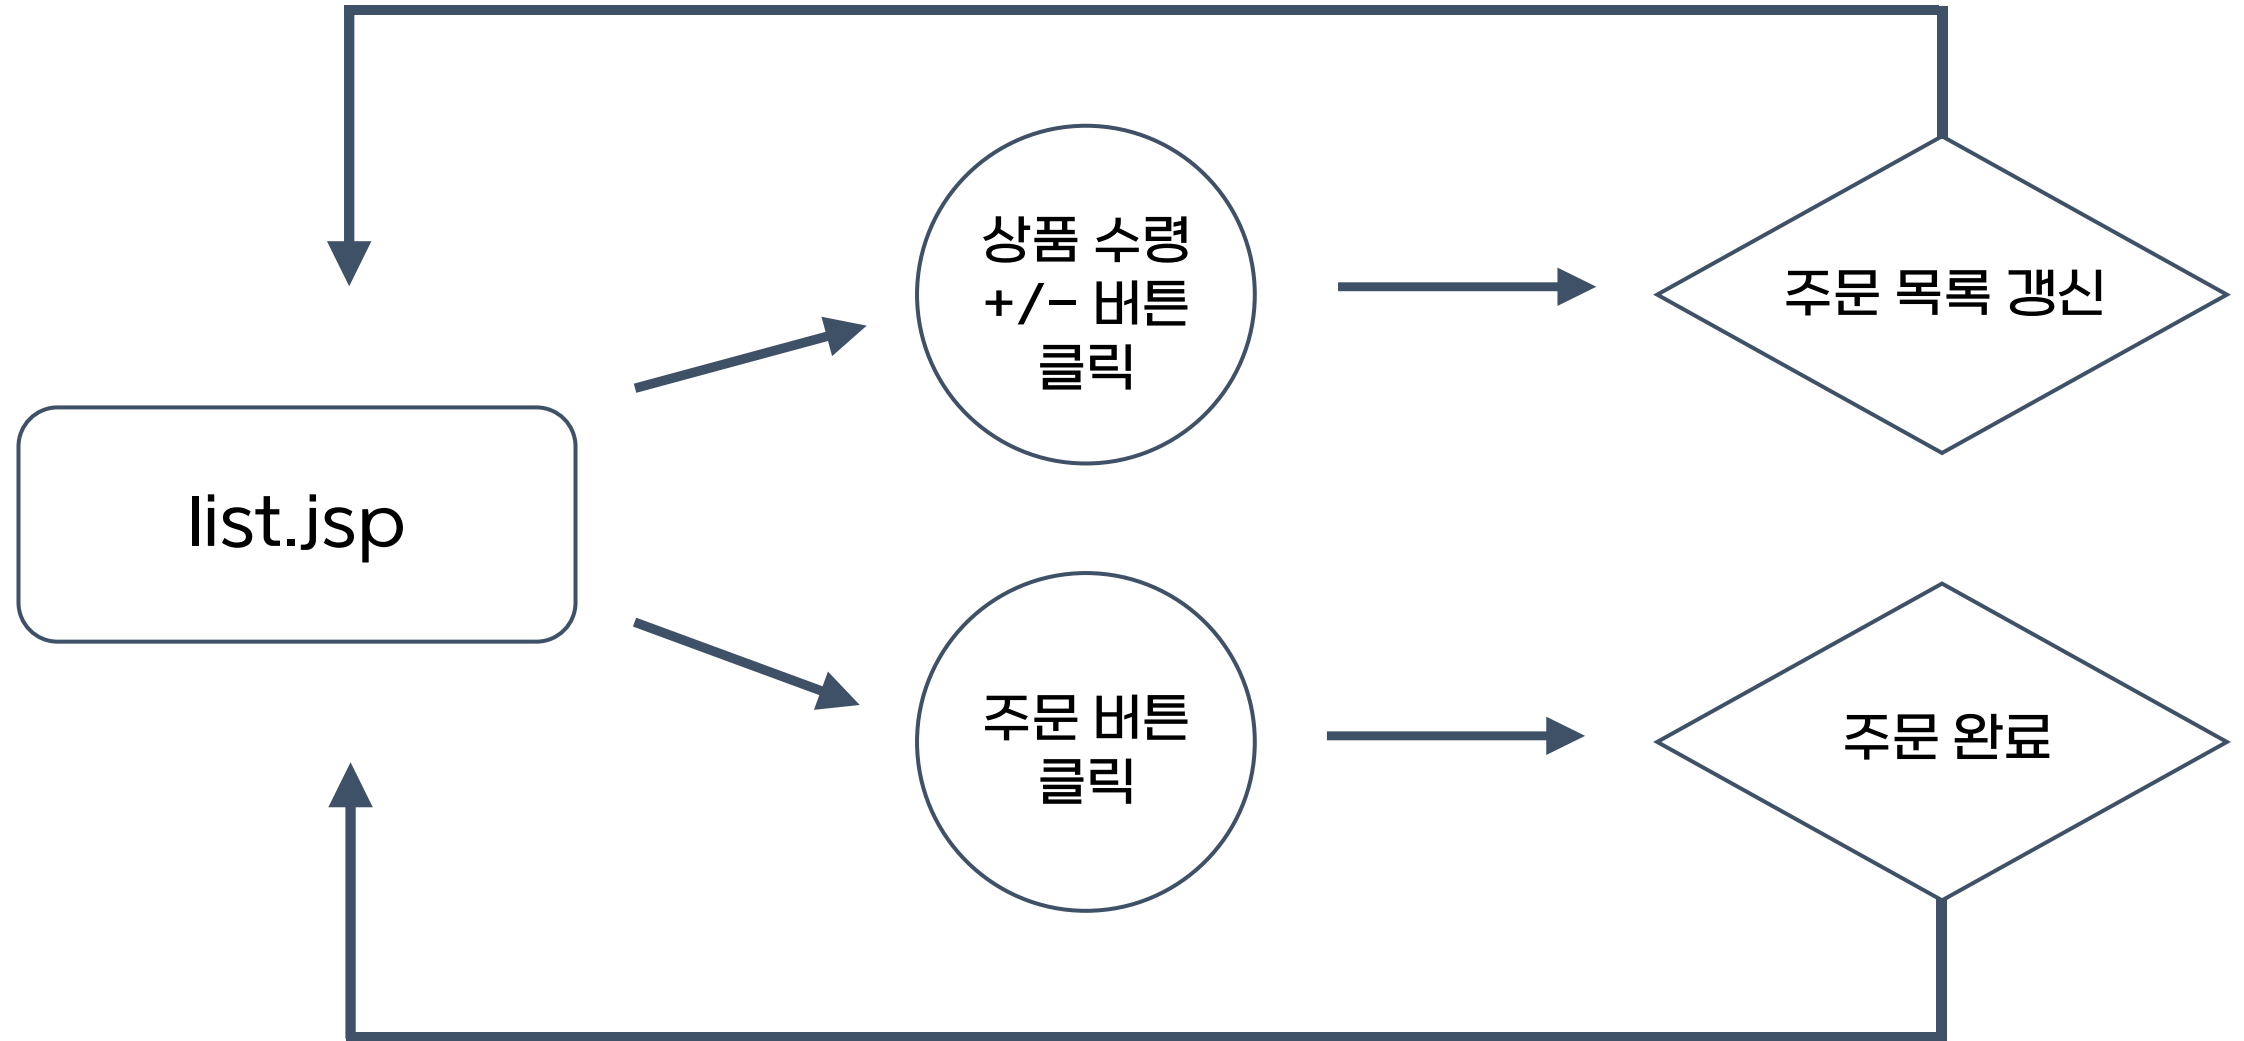 list.jsp
상품 수령
+/- 버튼
클릭
주문 목록 갱신
주문 버튼
클릭
주문 완료